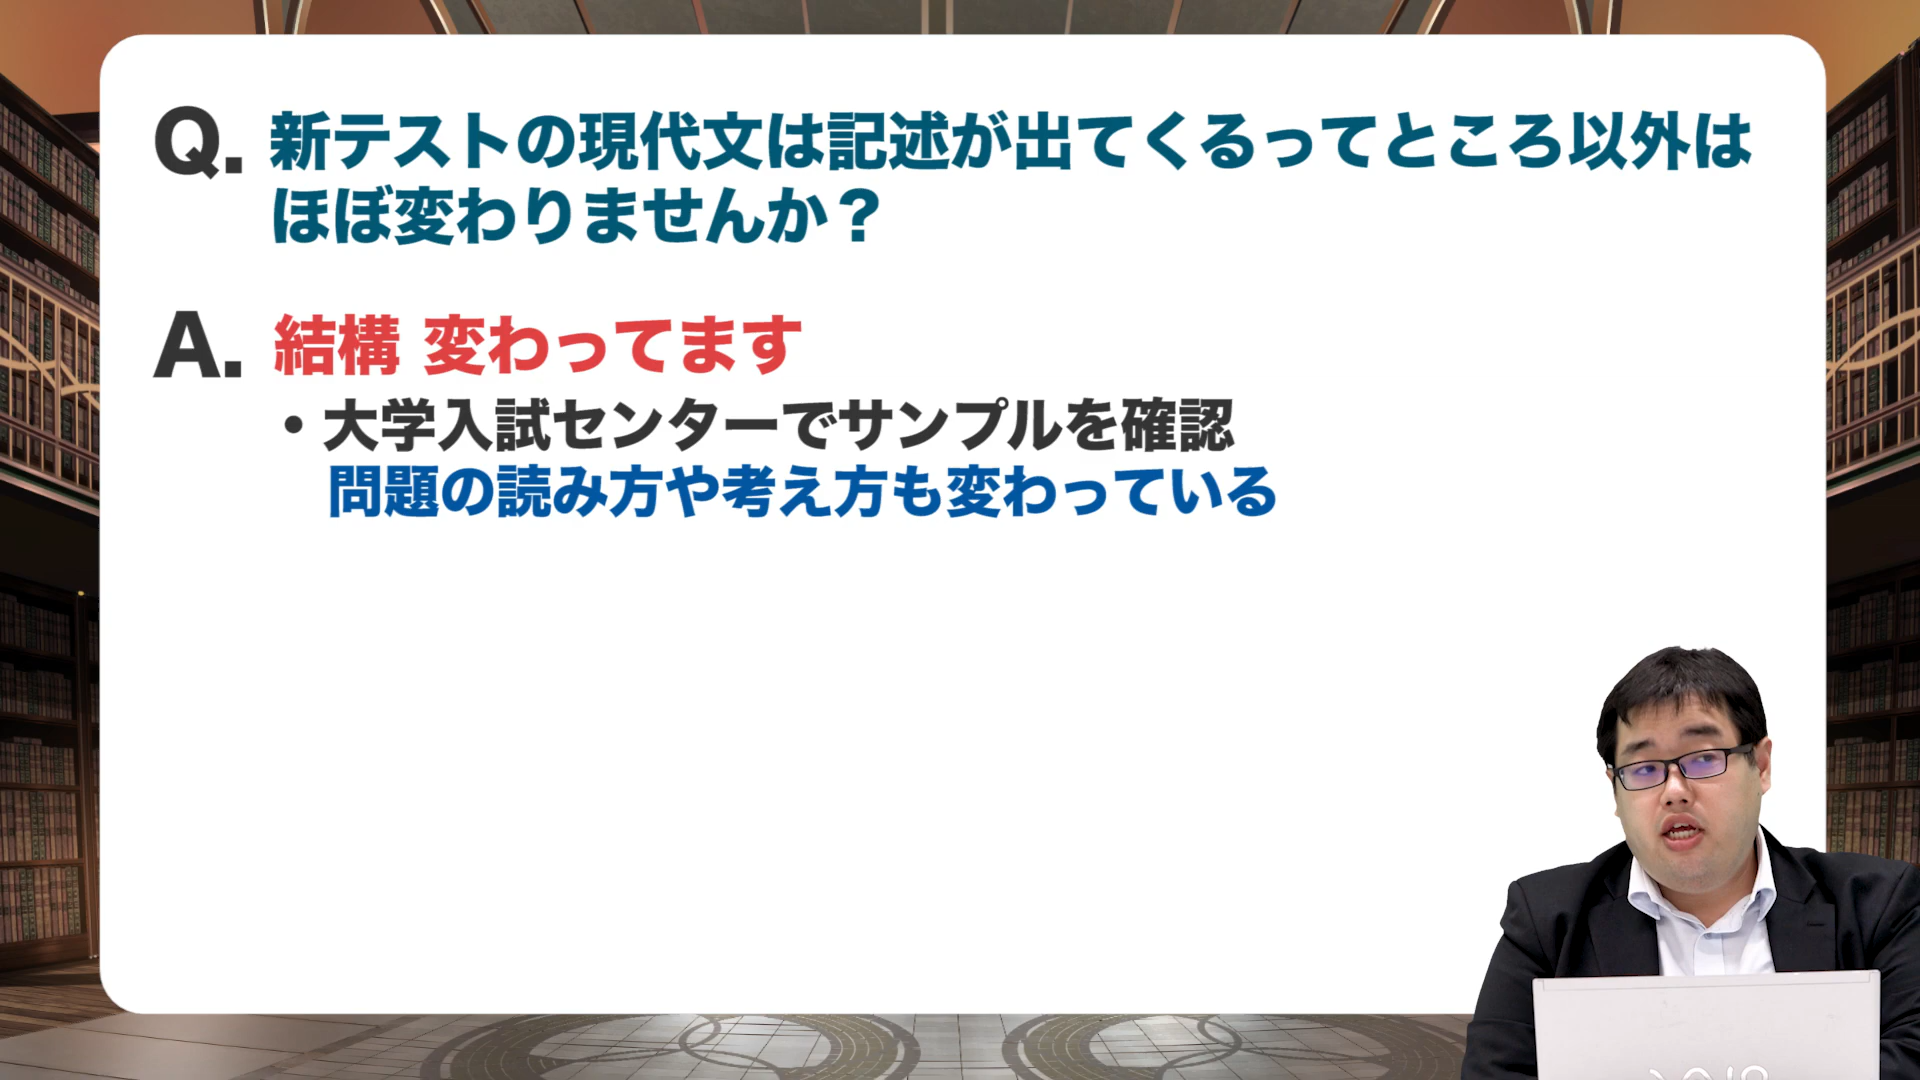 Q. 新テストの現代文は記述が出てくるってところ以外は
ほぼ変わりませんか？
A. 結構 変わってます
・大学入試センターでサンプルを確認
問題の読み方や考え方も変わっている